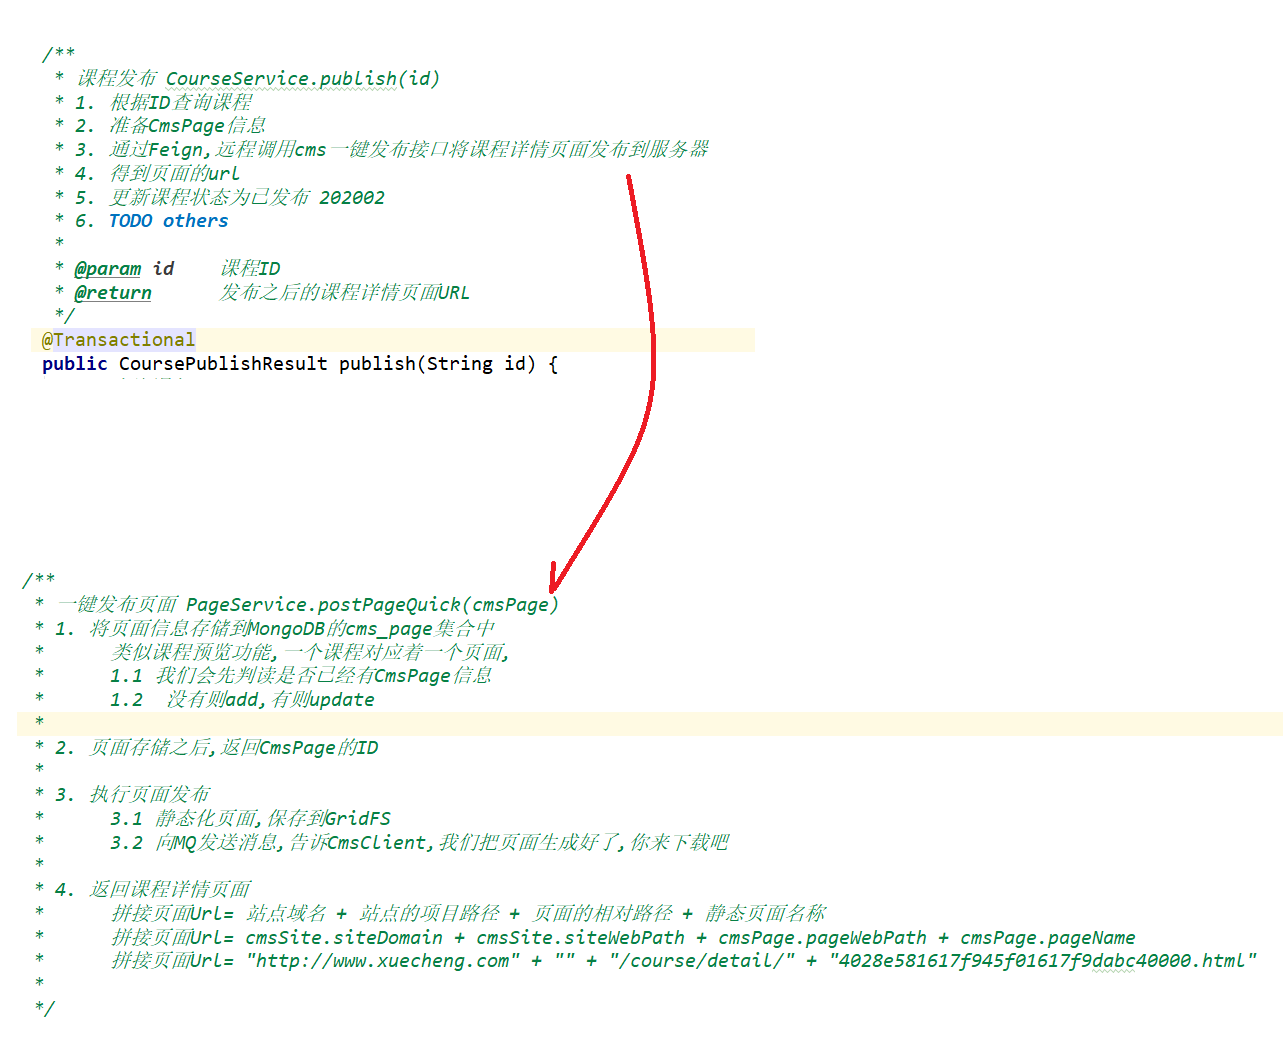 /**
 * 课程发布 CourseService.publish(id)
 * 1. 根据ID查询课程
 * 2. 准备CmsPage信息
 * 3. 通过Feign,远程调用cms一键发布接口将课程详情页面发布到服务器
 * 4. 得到页面的url
 * 5. 更新课程状态为已发布 202002
 * 6. TODO others
 *
 * @param id    课程ID
 * @return      发布之后的课程详情页面URL
 */
@Transactional
public CoursePublishResult publish(String id) {
/**
 * 一键发布页面 PageService.postPageQuick(cmsPage)
 * 1. 将页面信息存储到MongoDB的cms_page集合中
 *      类似课程预览功能,一个课程对应着一个页面,
 *      1.1 我们会先判读是否已经有CmsPage信息
 *      1.2  没有则add,有则update
 *
 * 2. 页面存储之后,返回CmsPage的ID
 *
 * 3. 执行页面发布
 *      3.1 静态化页面,保存到GridFS
 *      3.2 向MQ发送消息,告诉CmsClient,我们把页面生成好了,你来下载吧
 *
 * 4. 返回课程详情页面
 *      拼接页面Url= 站点域名 + 站点的项目路径 + 页面的相对路径 + 静态页面名称
 *      拼接页面Url= cmsSite.siteDomain + cmsSite.siteWebPath + cmsPage.pageWebPath + cmsPage.pageName
 *      拼接页面Url= "http://www.xuecheng.com" + "" + "/course/detail/" + "4028e581617f945f01617f9dabc40000.html"
 *
 */